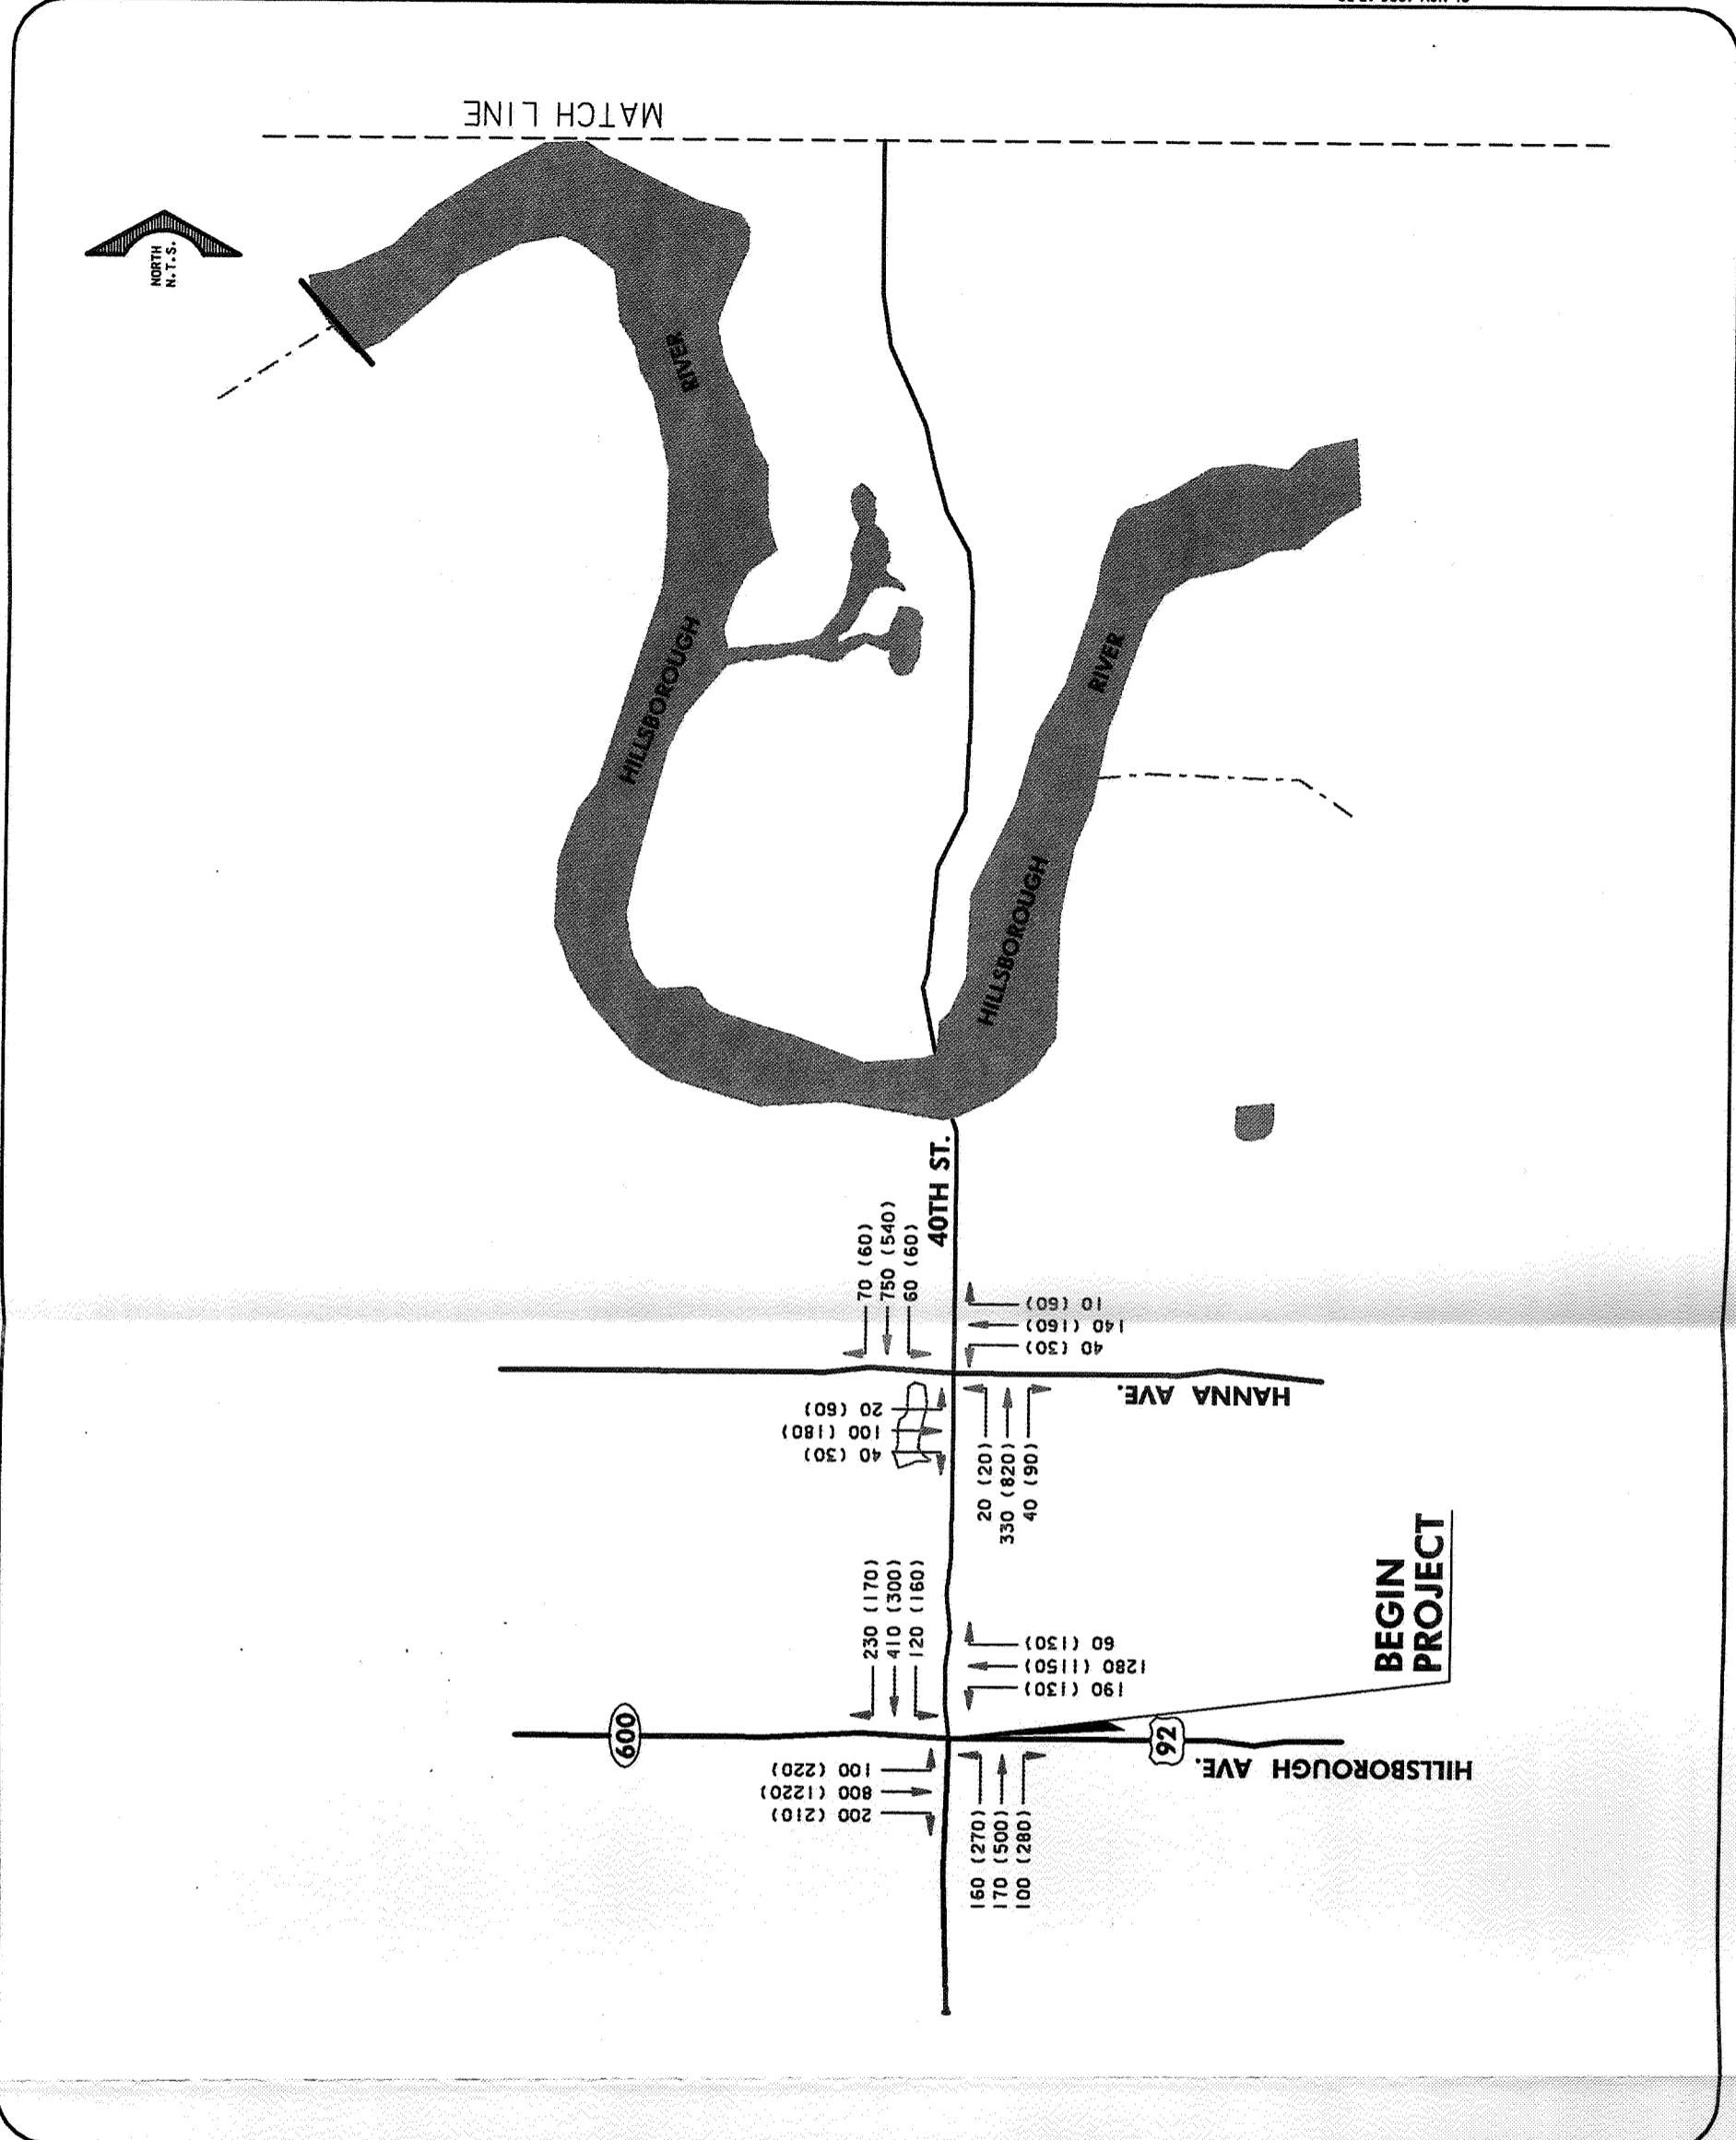 MATCH LINE
NORTH
N.T.S.
RIVER
HILLSBOROUGH
RIVER
HILLSBOROUGH
40TH ST.
70 (60)
750 (540)
60 (60)
10 (60)
140 (160)
40 (30)
HANNA AVE.
20 (60)
100 (180)
40 (30)
20 (20)
330 (820)
40 (90)
230 (170)
410 (300)
120 (160)
60 (130)
1280 (1150)
190 (130)
BEGIN
PROJECT
600
92
HILLSBOROUGH AVE.
100 (220)
800 (1220)
200 (210)
160 (270)
170 (500)
100 (280)